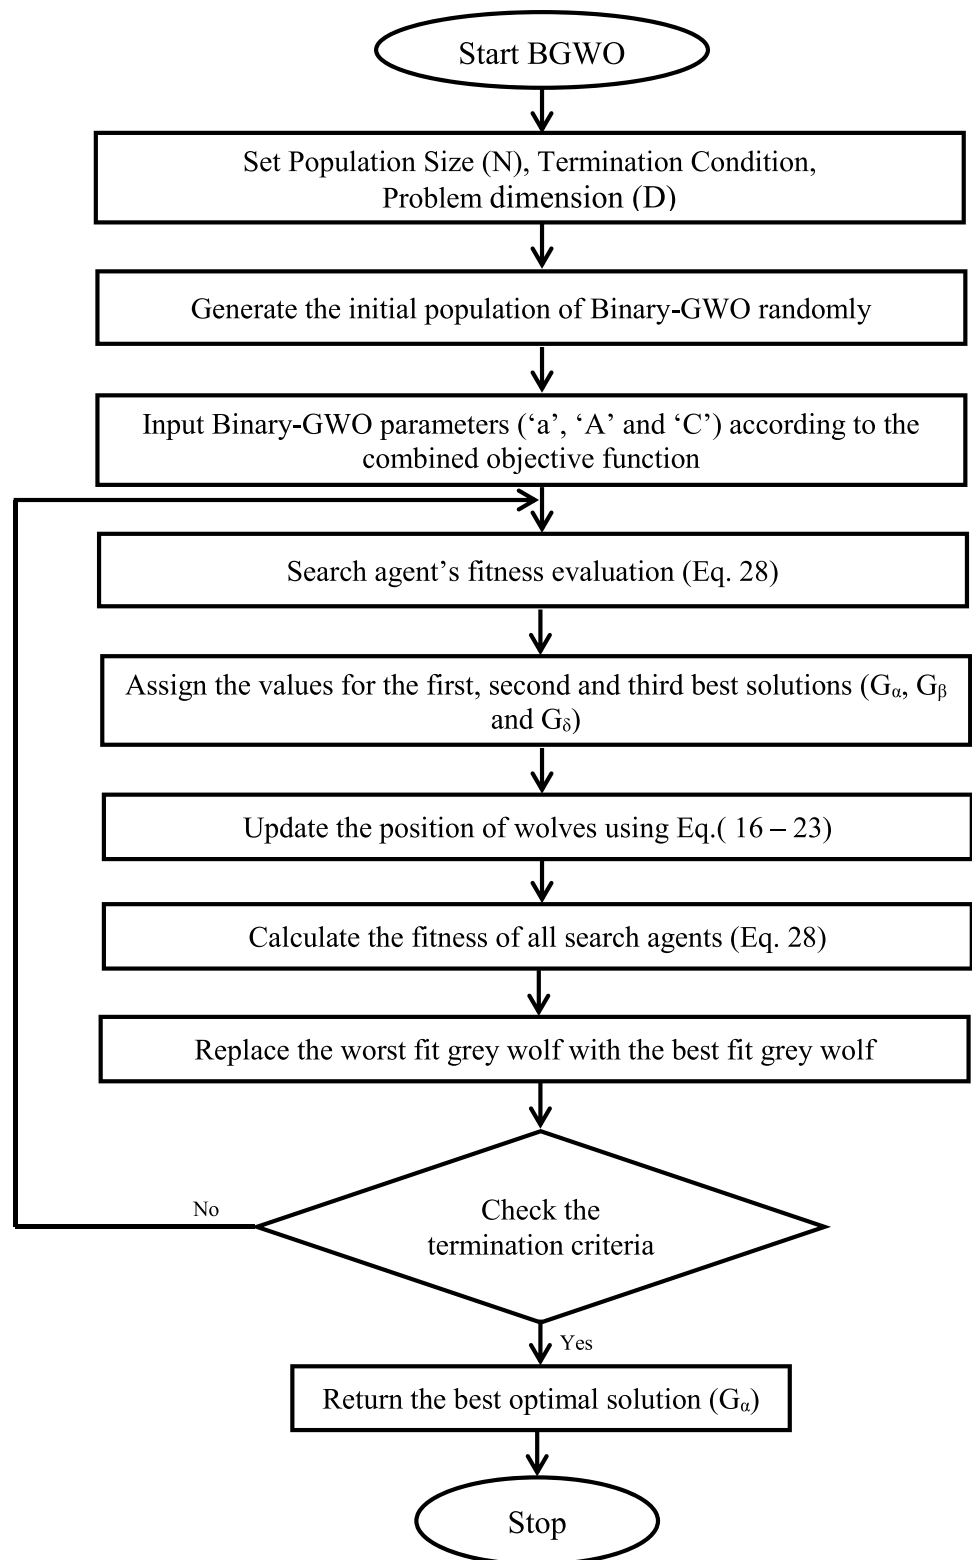 Start BGWO
Set Population Size (N), Termination Condition,
Problem dimension (D)
Generate the initial population of Binary-GWO randomly
Input Binary-GWO parameters (‘a’, ‘A’ and ‘C’) according to the
combined objective function
Search agent’s fitness evaluation (Eq. 28)
Assign the values for the first, second and third best solutions (Gα, Gβ
and Gδ)
Update the position of wolves using Eq.( 16 – 23)
Calculate the fitness of all search agents (Eq. 28)
Replace the worst fit grey wolf with the best fit grey wolf
No
Check the
termination criteria
Yes
Return the best optimal solution (Gα)
Stop